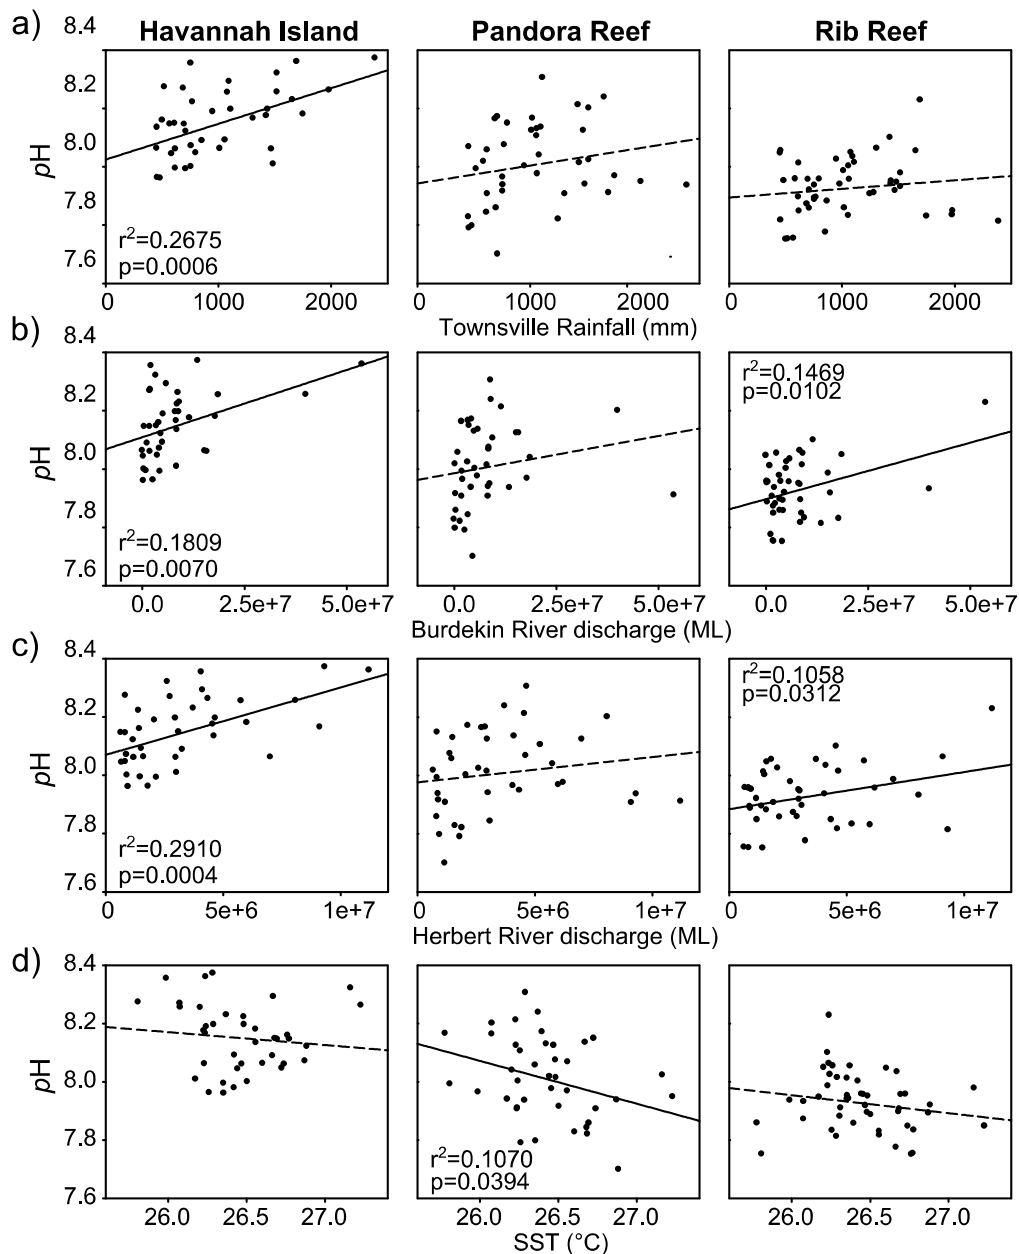 a) Havannah Island Pandora Reef Rib Reef
8.4
8.2
8.0
7.8
7.6
pH
r²=0.2675
p=0.0006
0 1000 2000 0 1000 2000 0 1000 2000
Townsville Rainfall (mm)
b)
8.4
8.2
8.0
7.8
7.6
pH
r²=0.1809
p=0.0070
r²=0.1469
p=0.0102
0.0 2.5e+7 5.0e+7 0.0 2.5e+7 5.0e+7 0.0 2.5e+7 5.0e+7
Burdekin River discharge (ML)
c)
8.4
8.2
8.0
7.8
7.6
pH
r²=0.2910
p=0.0004
r²=0.1058
p=0.0312
0 5e+6 1e+7 0 5e+6 1e+7 0 5e+6 1e+7
Herbert River discharge (ML)
d)
8.4
8.2
8.0
7.8
7.6
pH
r²=0.1070
p=0.0394
26.0 26.5 27.0 26.0 26.5 27.0 26.0 26.5 27.0
SST (°C)